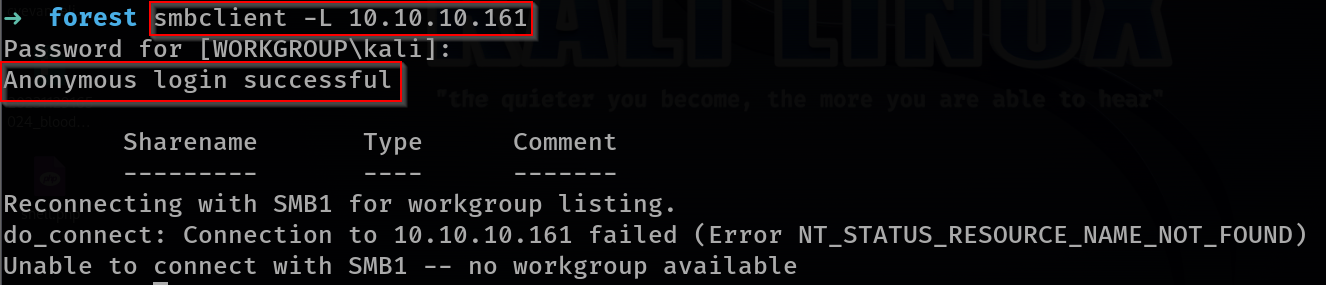 → forest smbclient -L 10.10.10.161
Password for [WORKGROUP\kali]:
Anonymous login successful
"the quieter you become, the more you are able to hear"
024_blood...
Sharename Type Comment
--------- ---- -------
Reconnecting with SMB1 for workgroup listing.
do_connect: Connection to 10.10.10.161 failed (Error NT_STATUS_RESOURCE_NAME_NOT_FOUND)
Unable to connect with SMB1 -- no workgroup available